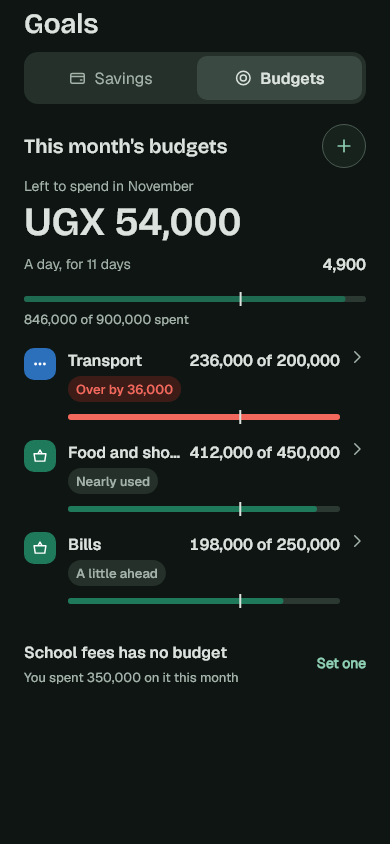 Goals
Savings
Budgets
This month's budgets
Left to spend in November
UGX 54,000
A day, for 11 days
4,900
846,000 of 900,000 spent
Transport
236,000 of 200,000
Over by 36,000
Food and sho...
412,000 of 450,000
Nearly used
Bills
198,000 of 250,000
A little ahead
School fees has no budget
Set one
You spent 350,000 on it this month